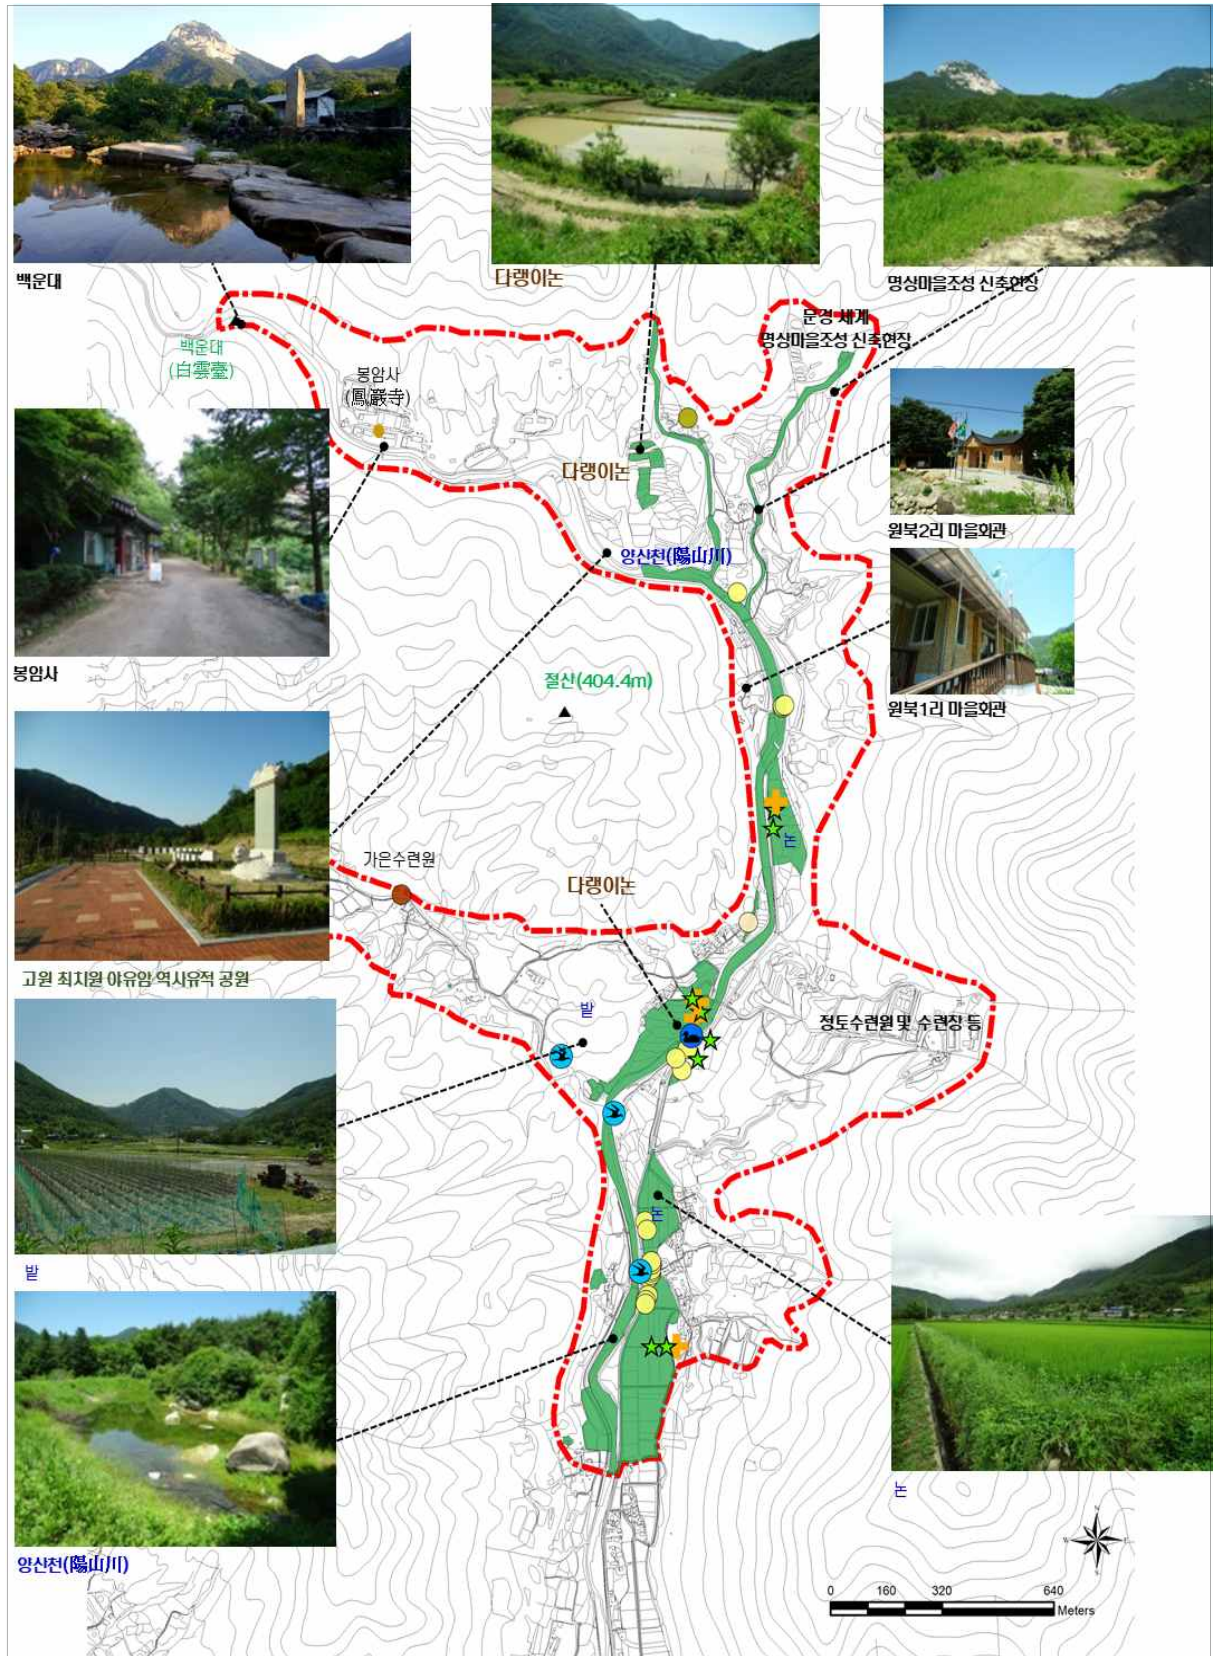 백운대
다랭이논
명상마을조성 신축현장
문경 세계
명상마을조성 신축현장
백운대
(白雲臺)
봉암사
(鳳巖寺)
다랭이논
원북2리 마을회관
양산천(陽山川)
봉암사
절산(404.4m)
원북1리 마을회관
논
가은수련원
다랭이논
고원 최치원 야유암 역사유적 공원
밭
정토수련원 및 수련장 등
논
밭
논
양산천(陽山川)
N
0 160 320 640
Meters